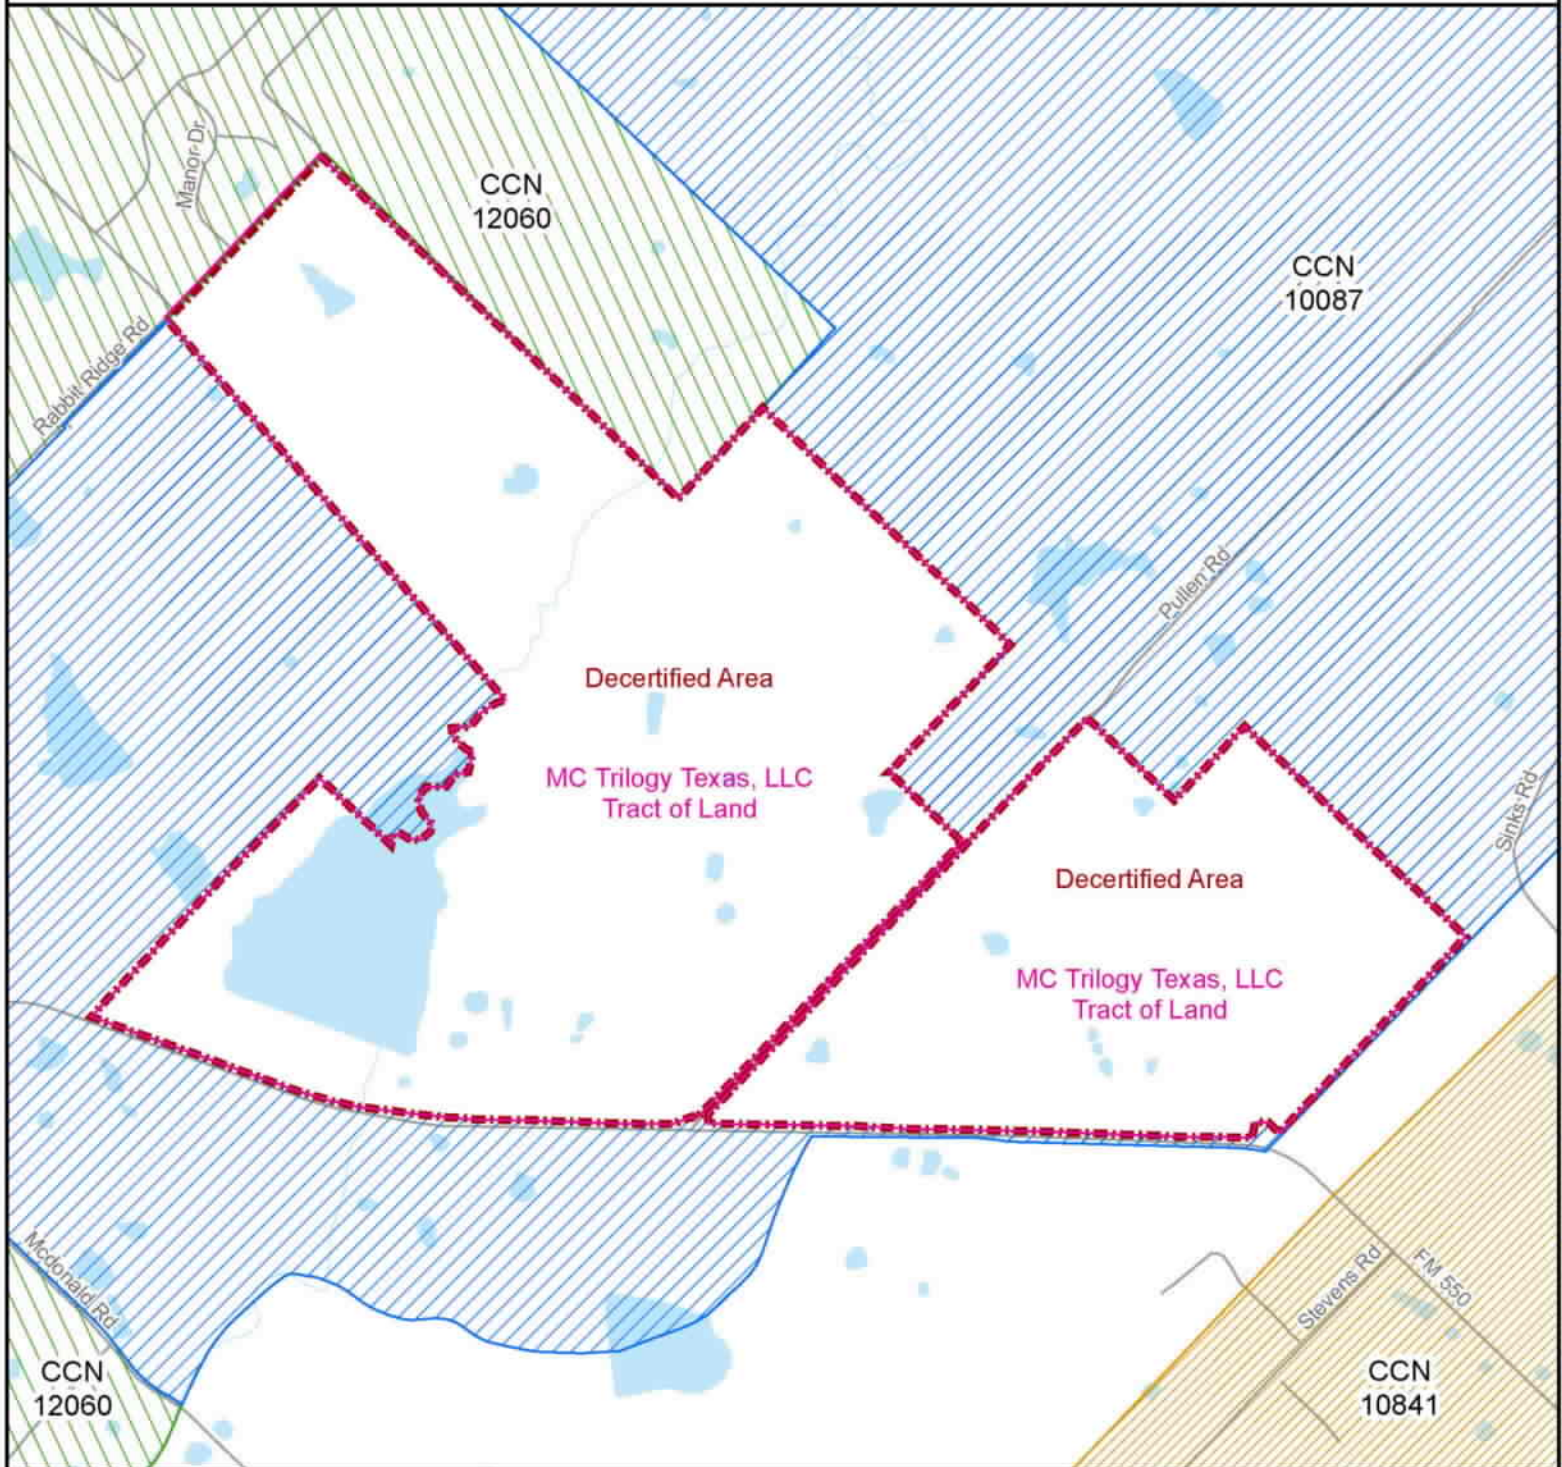 Manor Dr
CCN
12060
CCN
10087
Rabbit Ridge Rd
Pullen Rd
Decertified Area
MC Trilogy Texas, LLC
Tract of Land
Sinks Rd
Decertified Area
MC Trilogy Texas, LLC
Tract of Land
Mcdonald Rd
Stevens Rd
FM 550
CCN
12060
CCN
10841